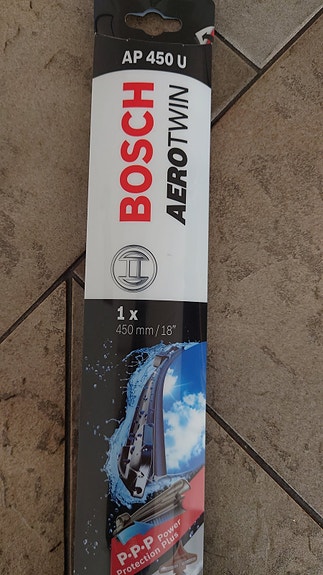 AP 450 U
BOSCH
AEROTWIN
1 x
450 mm / 18"
P-P-P Power
Protection Plus